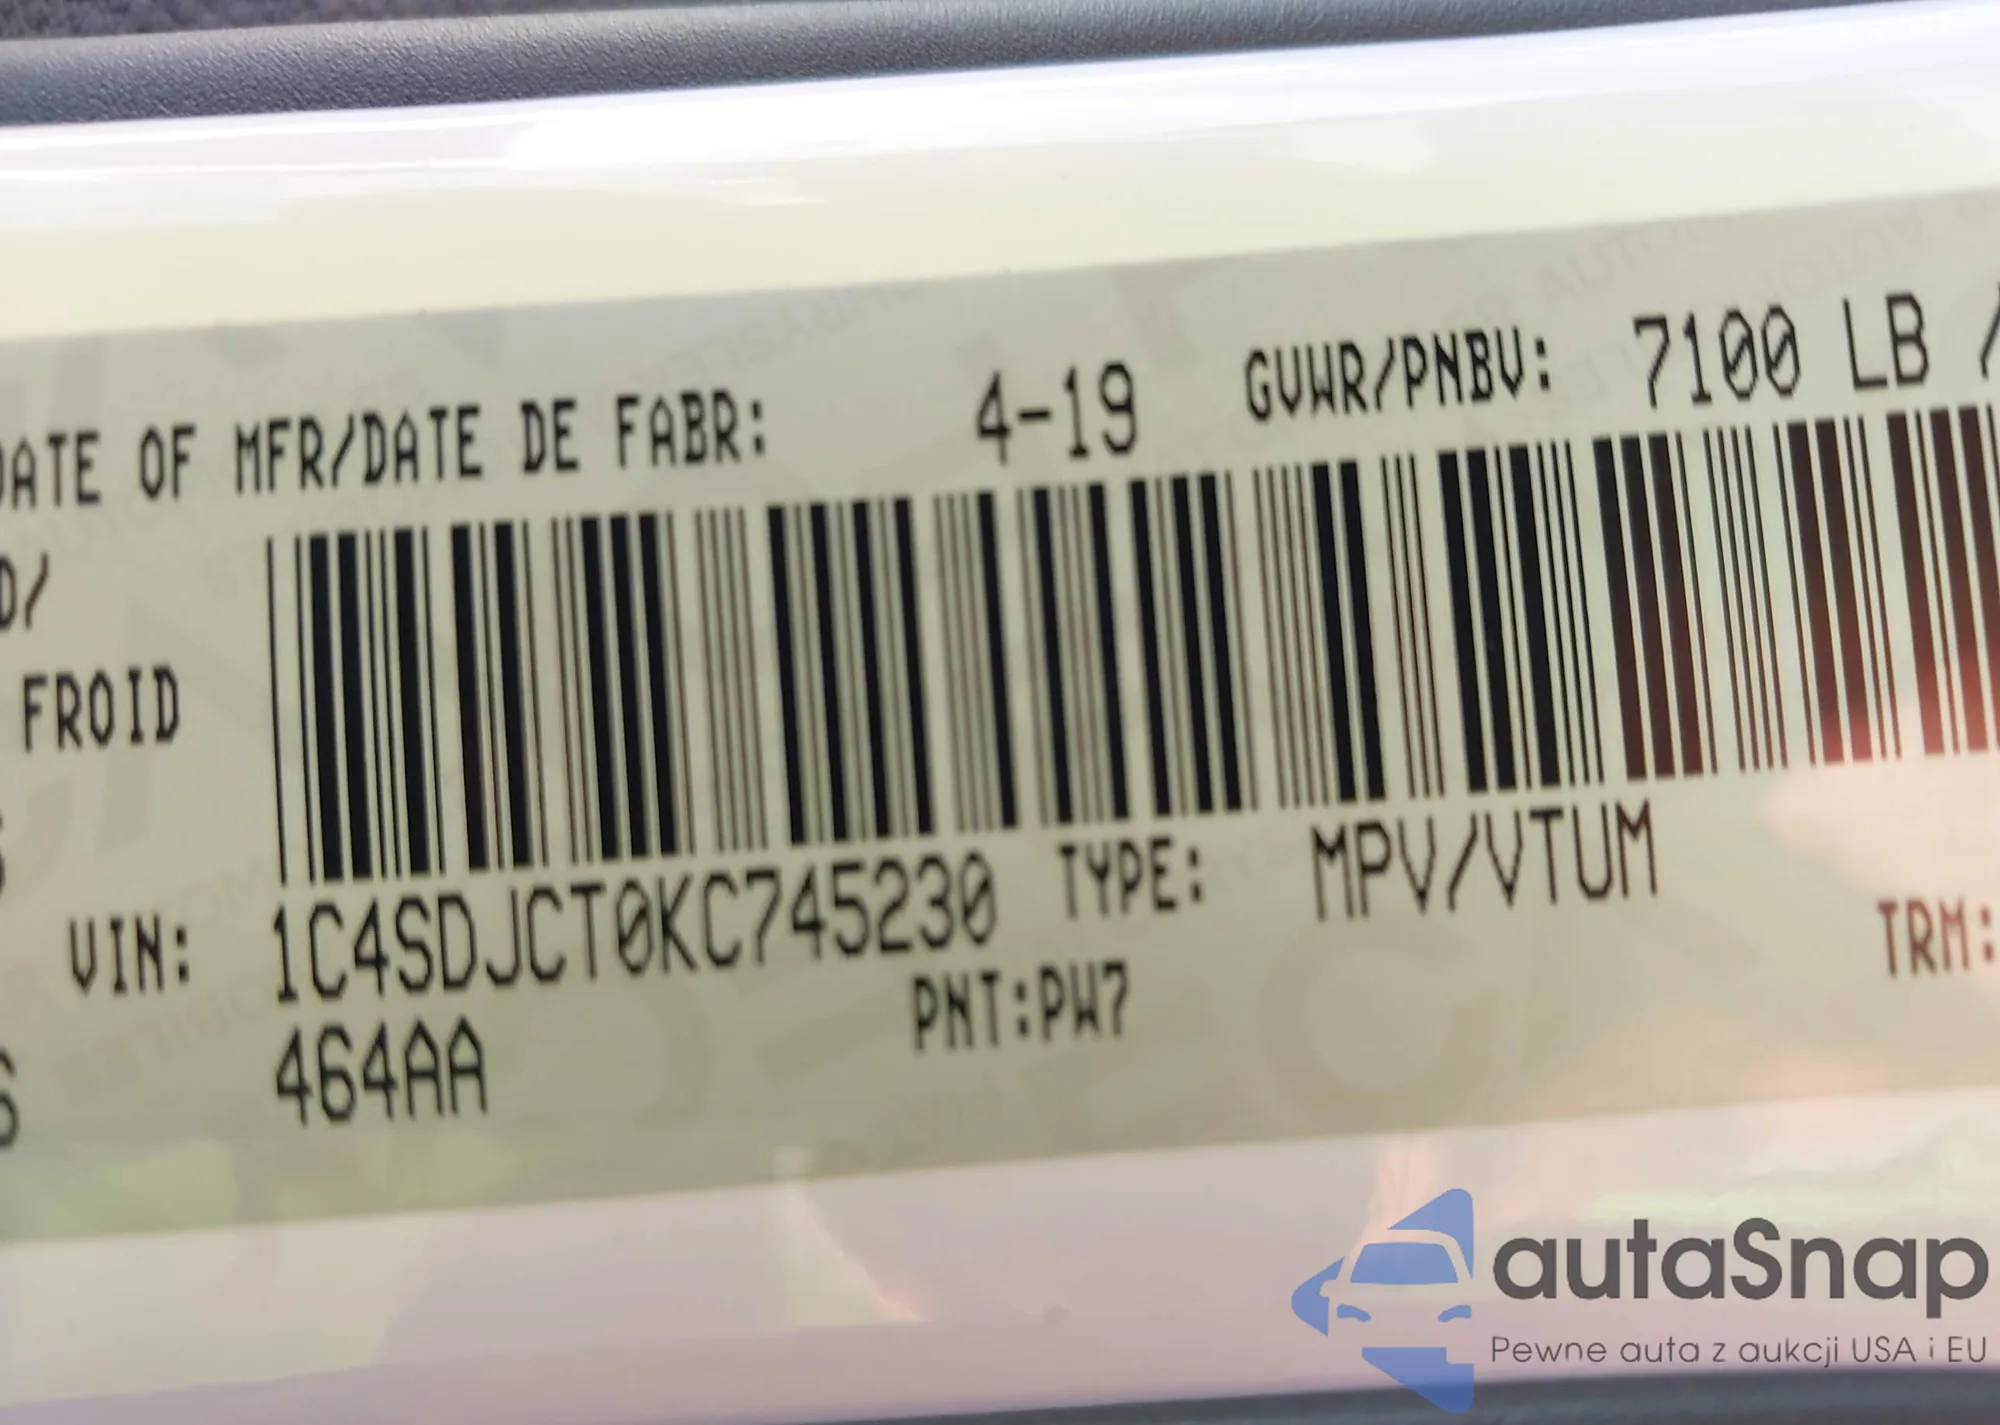 DATE OF MFR/DATE DE FABR: 4-19 GVWR/PNBV: 7100 LB /
D/
FROID
VIN: 1C4SDJCT0KC745230 TYPE: MPV/VTUM
464AA PNT:PW7 TRM:
autaSnap
Pewne auta z aukcji USA i EU